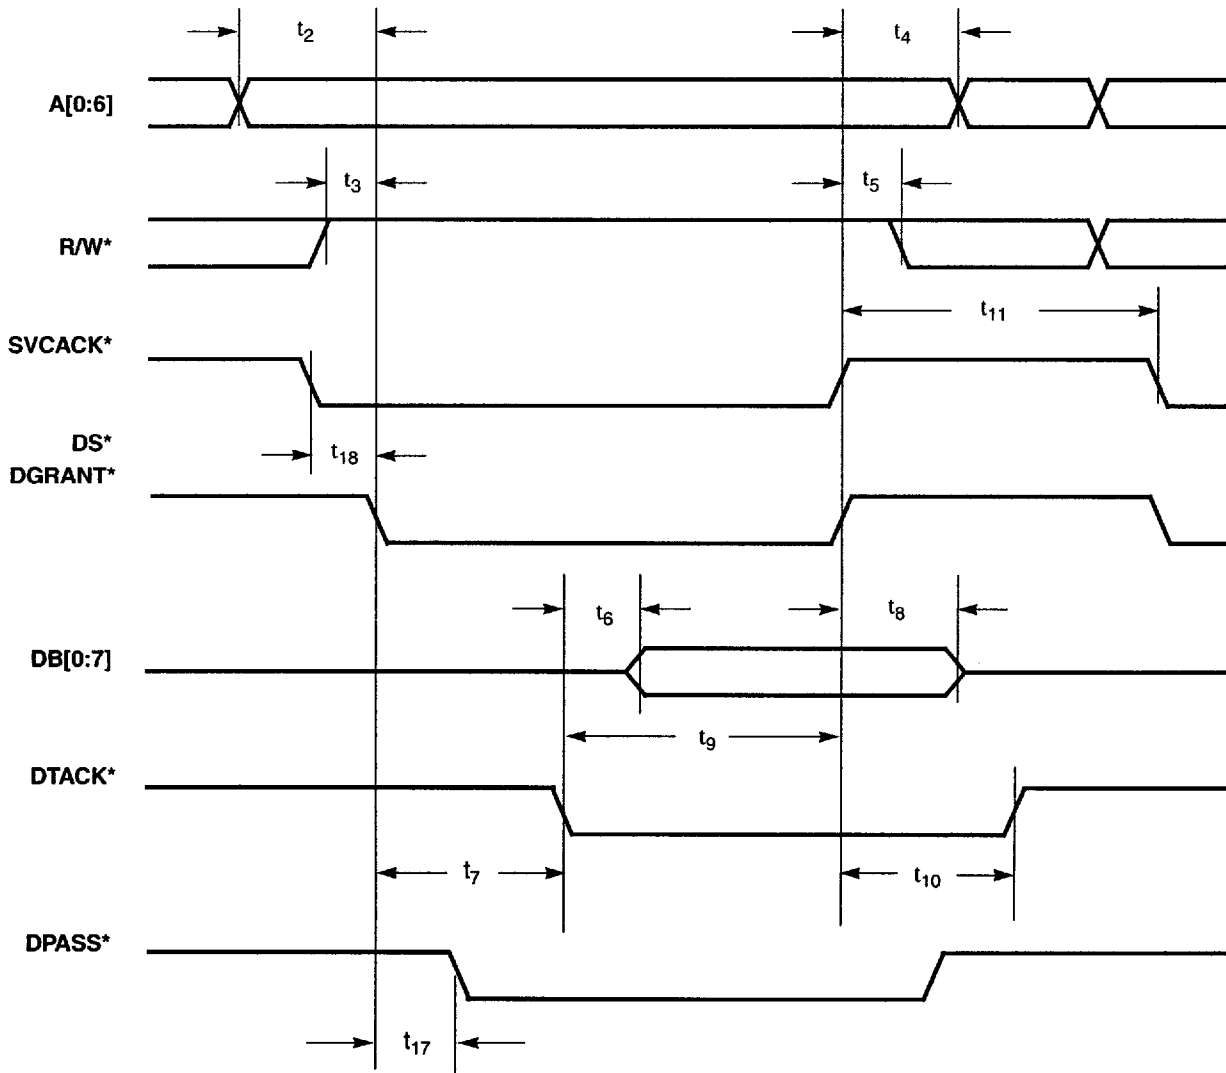 t2
t4
A[0:6]
t3
t5
R/W*
t11
SVCACK*
DS*
t18
DGRANT*
t6
t8
DB[0:7]
t9
DTACK*
t7
t10
DPASS*
t17